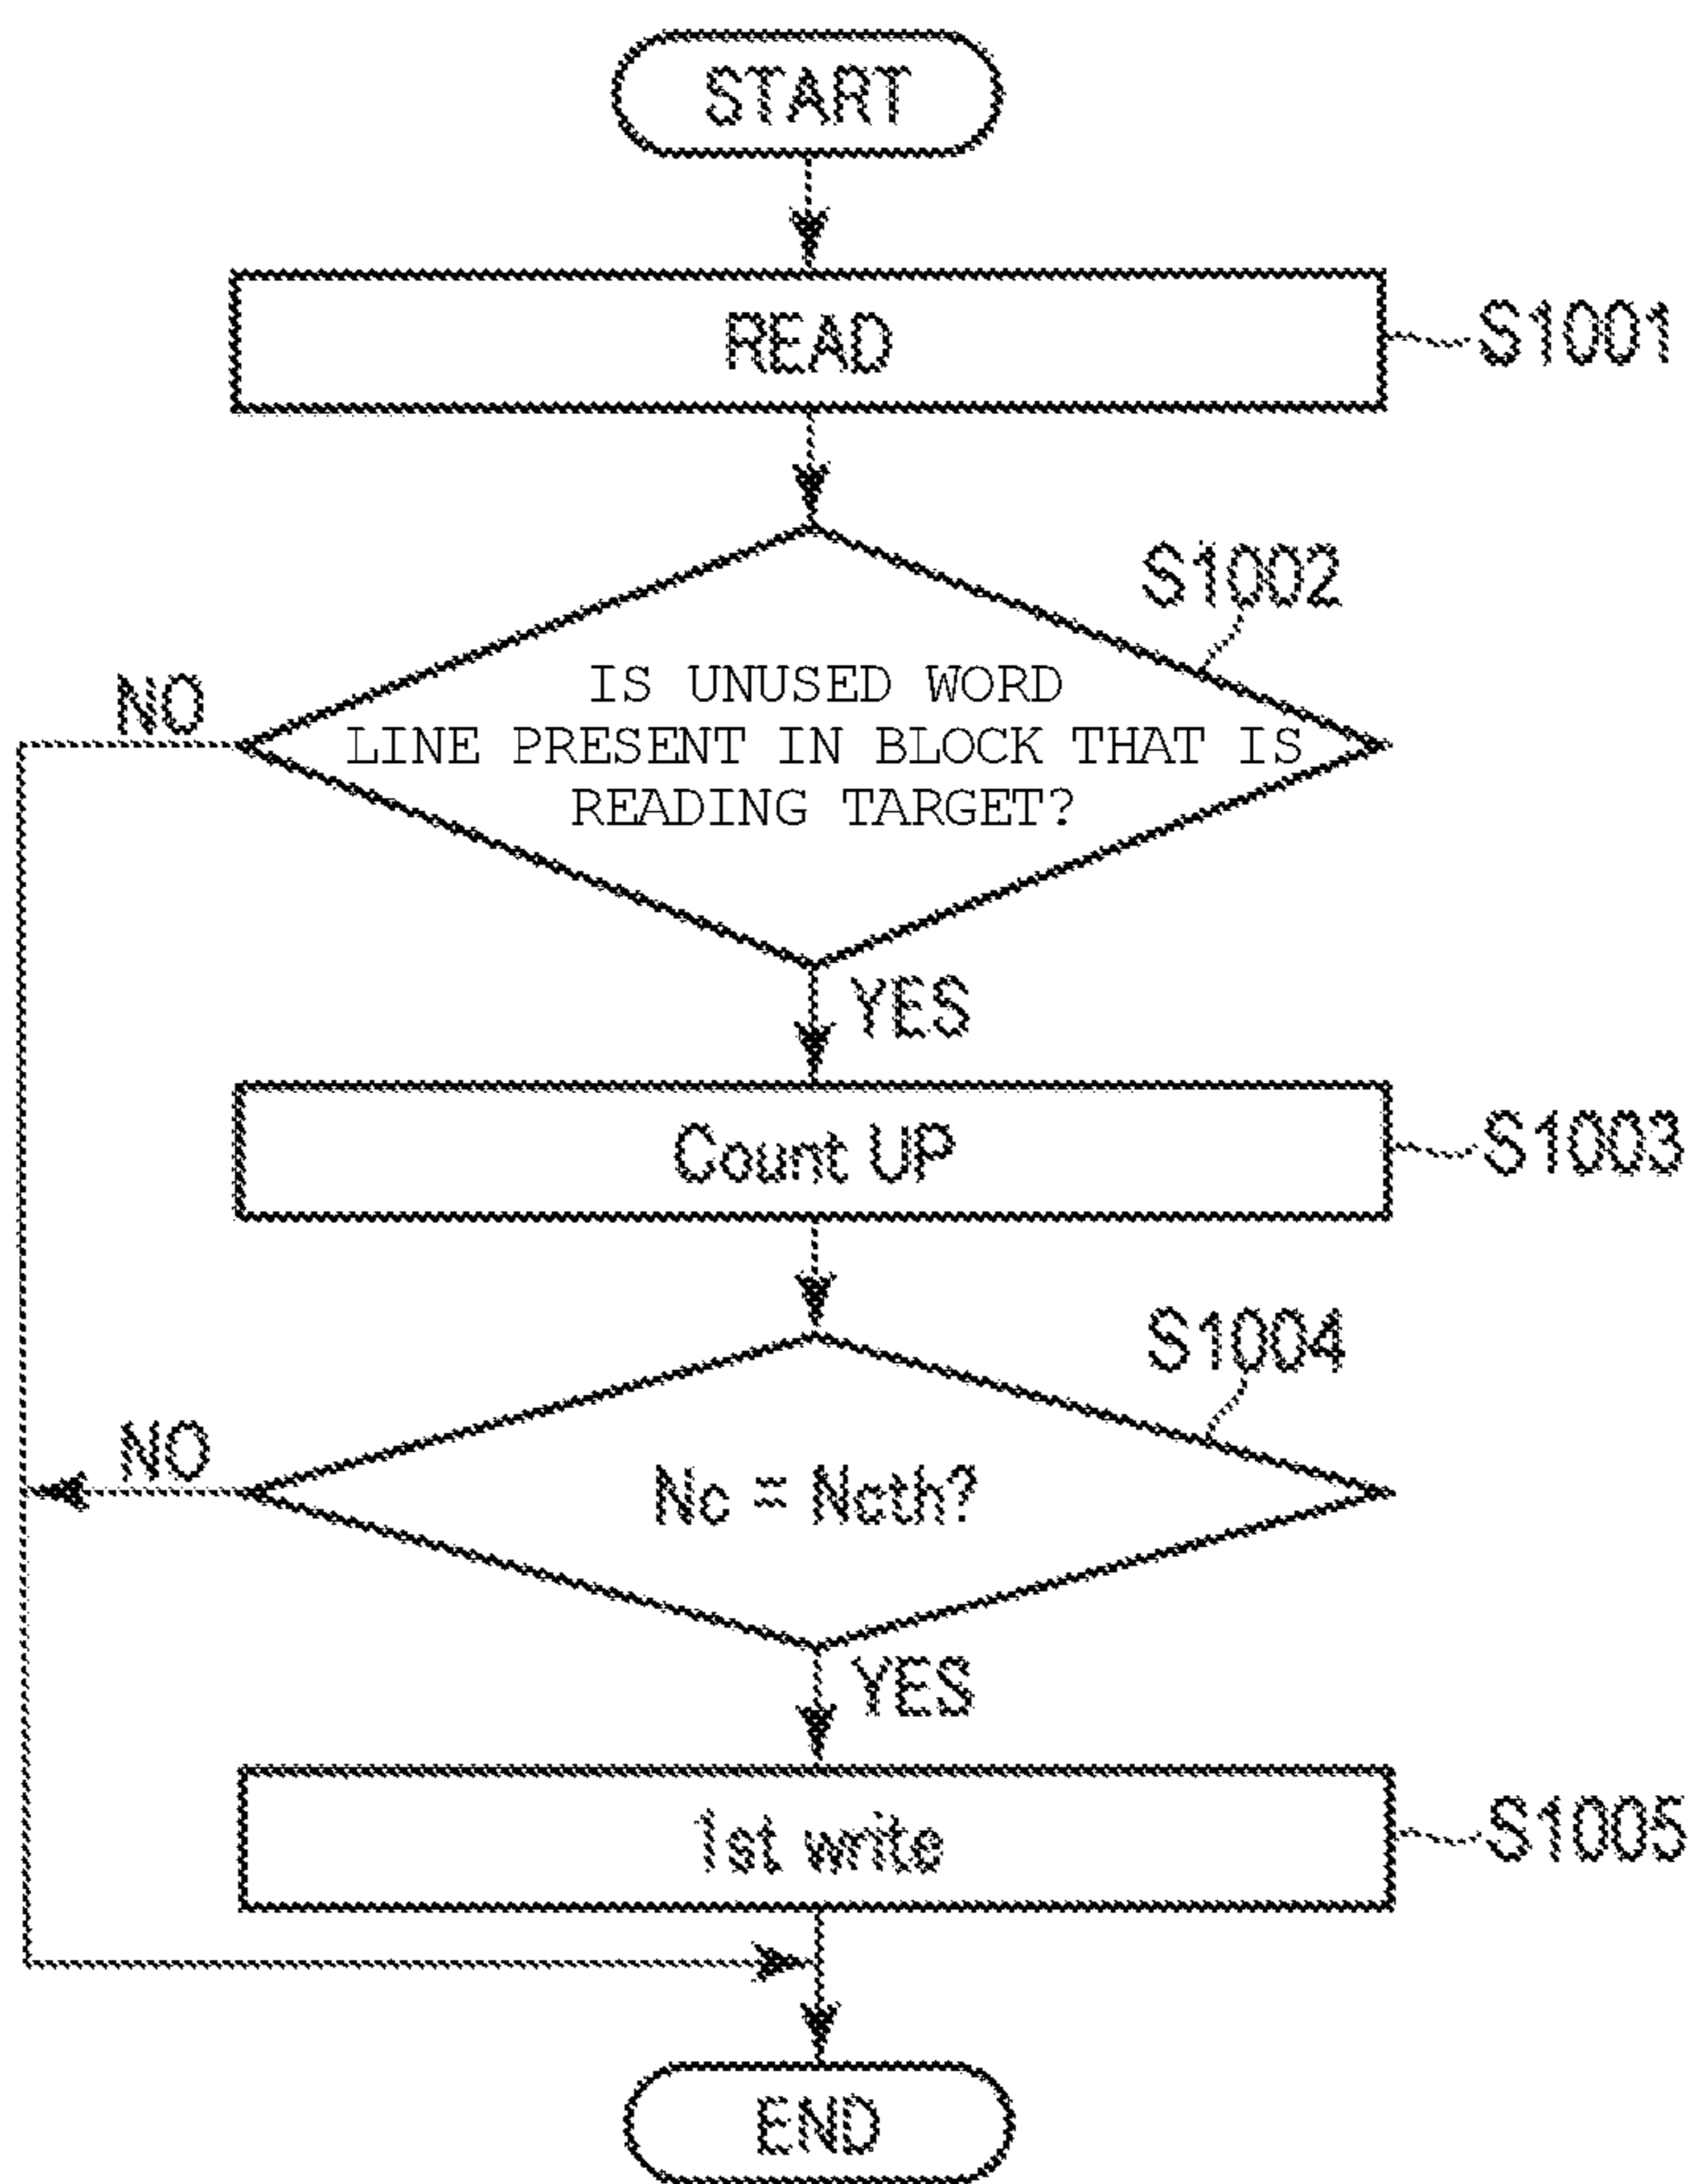 START
READ
S1001
S1002
IS UNUSED WORD
LINE PRESENT IN BLOCK THAT IS
READING TARGET?
NO
YES
Count UP
S1003
S1004
Nc = Ncth?
NO
YES
1st write
S1005
END